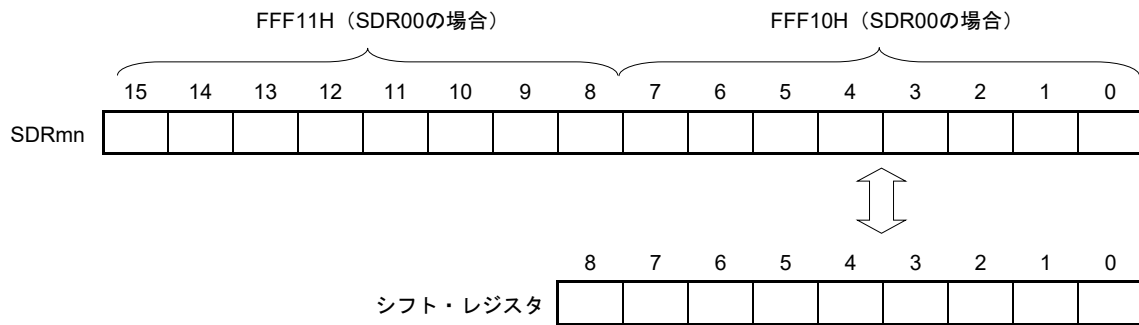 FFF11H（SDR00の場合） FFF10H（SDR00の場合）
15 14 13 12 11 10 9 8 7 6 5 4 3 2 1 0
SDRmn
8 7 6 5 4 3 2 1 0
シフト・レジスタ